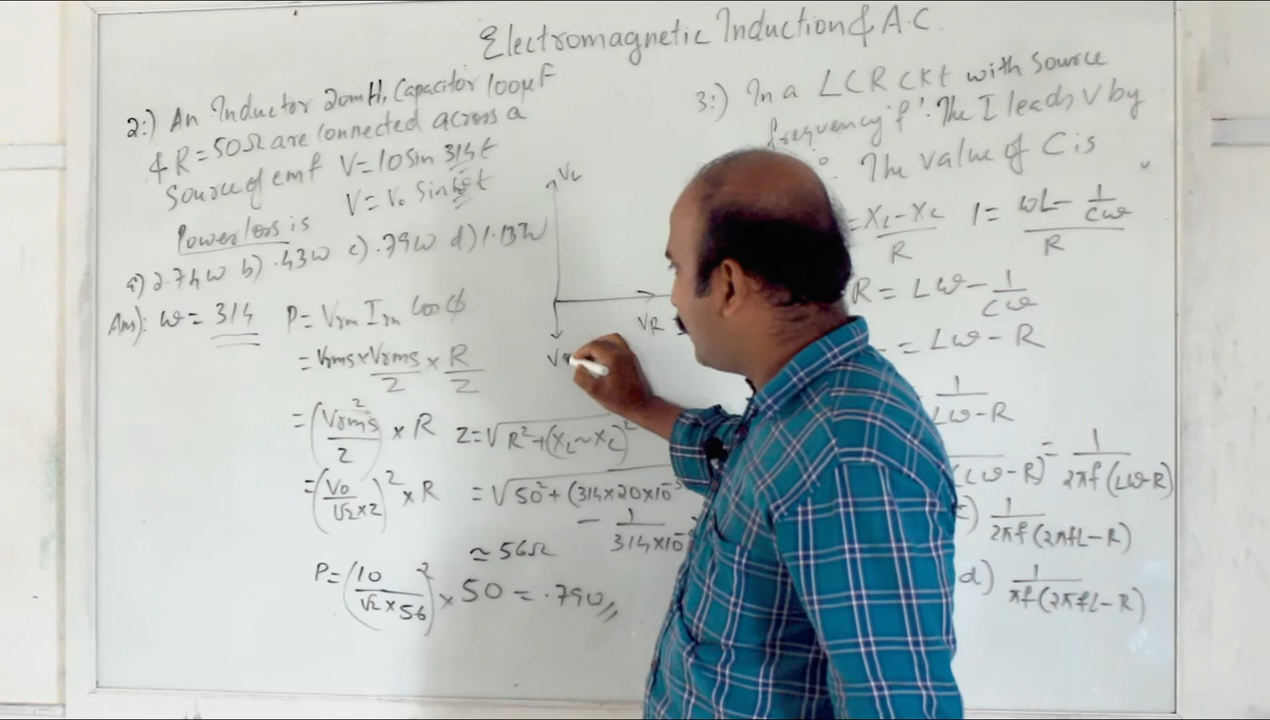 Electromagnetic Induction & A.C.
2:) An Inductor 20mH, Capacitor 100μF
& R=50Ω are connected across a
Source of emf V=10 Sin 314t
V=V₀ Sin ωt
Power loss is
a) 2.74W b) .43W c) .79W d) 1.13W
Ans): ω = 314 P = Vrm Irm Cos φ
= Vrms × Vrms/Z × R/Z
= (Vrms/Z)² × R Z = √R²+(XL~XC)²
= (V₀/√2×Z)² × R = √50²+(314×20×10
- 1/314×10
≃ 56Ω
P = (10/√2×56)² × 50 = .79W
VL
VR
V
3:) In a LCR Ckt with source
frequency 'f'. The I leads V by
°. The value of C is
= XL-XC/R 1 = ωL - 1/Cω/R
R = Lω - 1/Cω
= Lω - R
1/Lω-R
(Lω-R) = 1/2πf(Lω-R)
c) 1/2πf(2πfL-R)
d) 1/πf(2πfL-R)